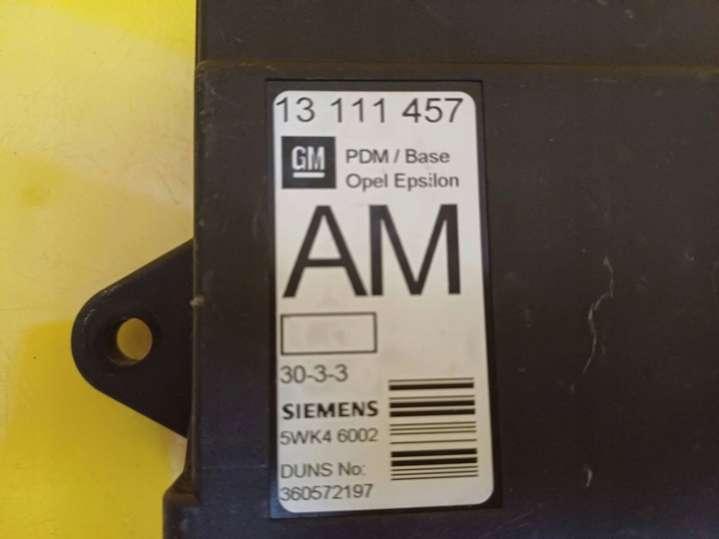 13 111 457
GM
PDM / Base
Opel Epsilon
AM
30-3-3
SIEMENS
5WK4 6002
DUNS No:
360572197